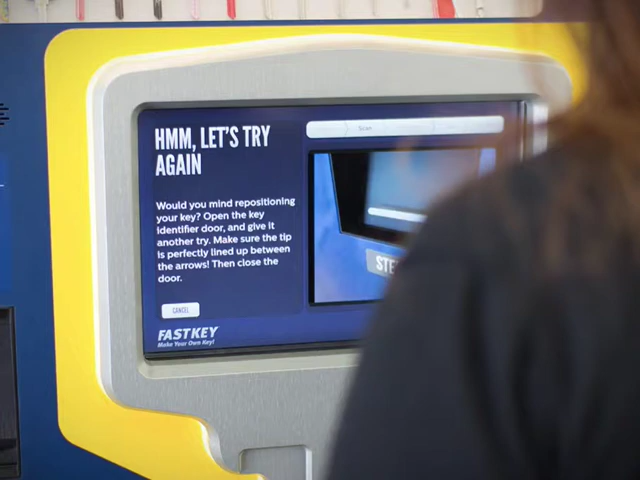 HMM, LET'S TRY
AGAIN
Scan
Would you mind repositioning
your key? Open the key
identifier door, and give it
another try. Make sure the tip
is perfectly lined up between
the arrows! Then close the
door.
CANCEL
FASTKEY
Make Your Own Key!